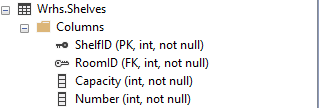 Wrhs.Shelves
Columns
ShelfID (PK, int, not null)
RoomID (FK, int, not null)
Capacity (int, not null)
Number (int, not null)